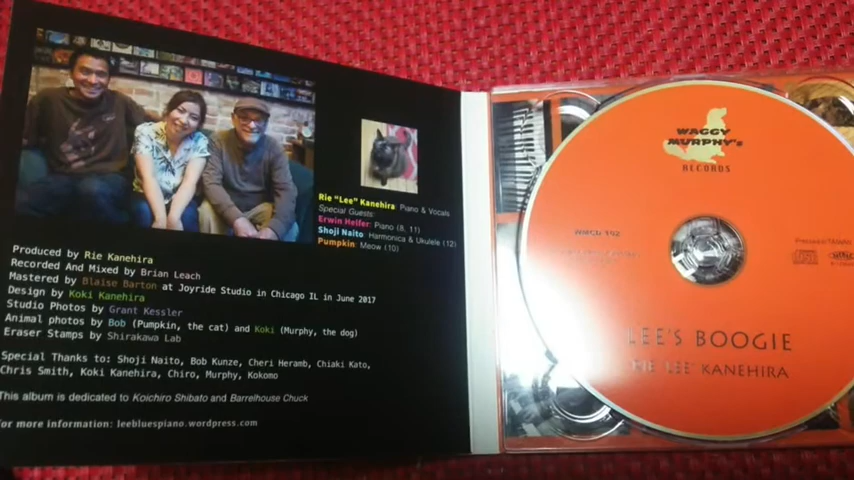 Rie "Lee" Kanehira: Piano & Vocals
Special Guests:
Erwin Helfer: Piano (8, 11)
Shoji Naito: Harmonica & Ukulele (12)
Pumpkin: Meow (10)
Produced by Rie Kanehira
Recorded And Mixed by Brian Leach
Mastered by Blaise Barton at Joyride Studio in Chicago IL in June 2017
Design by Koki Kanehira
Studio Photos by Grant Kessler
Animal photos by Bob (Pumpkin, the cat) and Koki (Murphy, the dog)
Eraser Stamps by Shirakawa Lab
Special Thanks to: Shoji Naito, Bob Kunze, Cheri Heramb, Chiaki Kato,
Chris Smith, Koki Kanehira, Chiro, Murphy, Kokomo
This album is dedicated to Koichiro Shibato and Barrelhouse Chuck
For more information: leebluespiano.wordpress.com
WAGGY
MURPHY'S
RECORDS
LEE'S BOOGIE
RIE "LEE" KANEHIRA